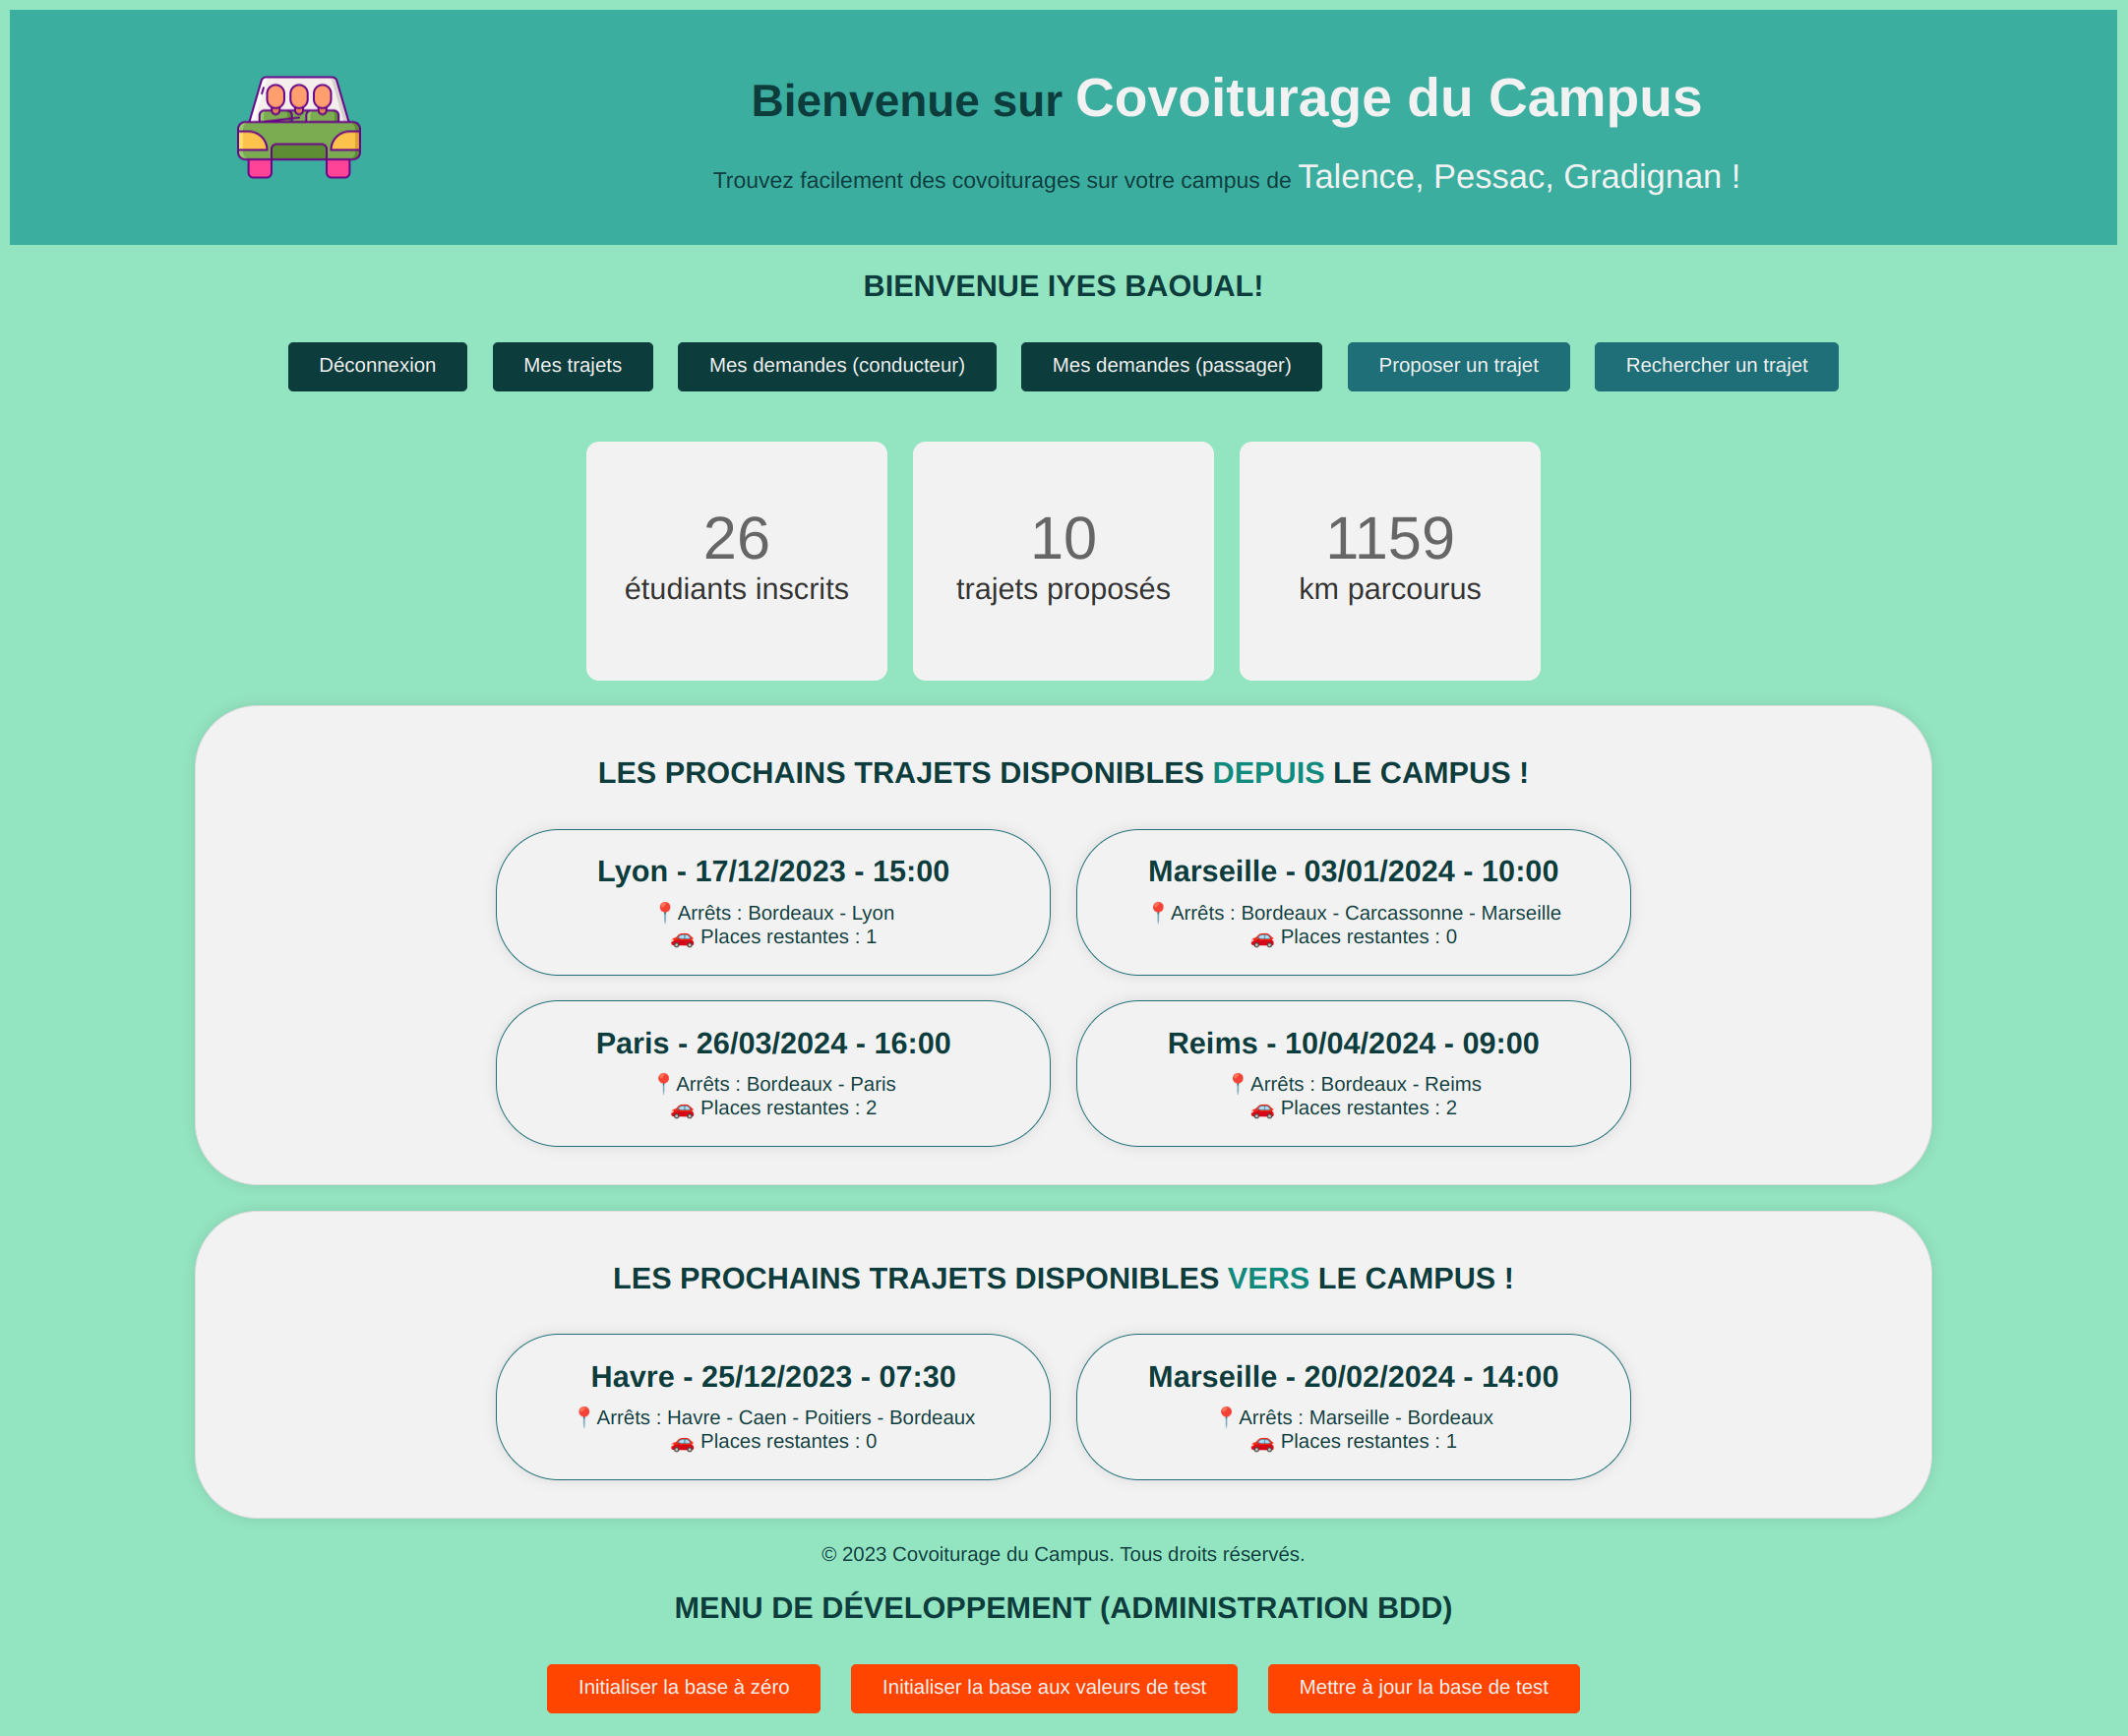 Bienvenue sur Covoiturage du Campus
Trouvez facilement des covoiturages sur votre campus de Talence, Pessac, Gradignan !
BIENVENUE IYES BAOUAL!
Déconnexion
Mes trajets
Mes demandes (conducteur)
Mes demandes (passager)
Proposer un trajet
Rechercher un trajet
26
étudiants inscrits
10
trajets proposés
1159
km parcourus
LES PROCHAINS TRAJETS DISPONIBLES DEPUIS LE CAMPUS !
Lyon - 17/12/2023 - 15:00
📍Arrêts : Bordeaux - Lyon
🚗 Places restantes : 1
Marseille - 03/01/2024 - 10:00
📍Arrêts : Bordeaux - Carcassonne - Marseille
🚗 Places restantes : 0
Paris - 26/03/2024 - 16:00
📍Arrêts : Bordeaux - Paris
🚗 Places restantes : 2
Reims - 10/04/2024 - 09:00
📍Arrêts : Bordeaux - Reims
🚗 Places restantes : 2
LES PROCHAINS TRAJETS DISPONIBLES VERS LE CAMPUS !
Havre - 25/12/2023 - 07:30
📍Arrêts : Havre - Caen - Poitiers - Bordeaux
🚗 Places restantes : 0
Marseille - 20/02/2024 - 14:00
📍Arrêts : Marseille - Bordeaux
🚗 Places restantes : 1
© 2023 Covoiturage du Campus. Tous droits réservés.
MENU DE DÉVELOPPEMENT (ADMINISTRATION BDD)
Initialiser la base à zéro
Initialiser la base aux valeurs de test
Mettre à jour la base de test